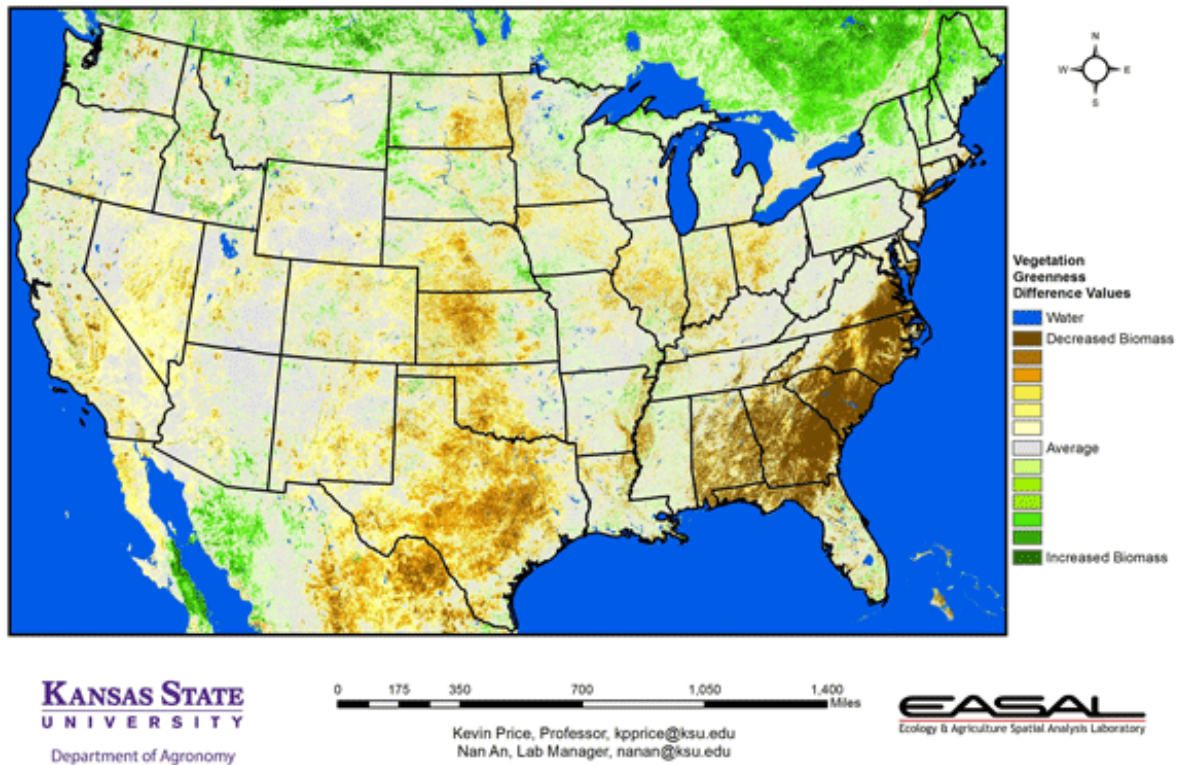 N
W E
S
Vegetation
Greenness
Difference Values
Water
Decreased Biomass
Average
Increased Biomass
KANSAS STATE
UNIVERSITY
Department of Agronomy
0 175 350 700 1,050 1,400
Miles
Kevin Price, Professor, kpprice@ksu.edu
Nan An, Lab Manager, nanan@ksu.edu
EASAL
Ecology & Agriculture Spatial Analysis Laboratory